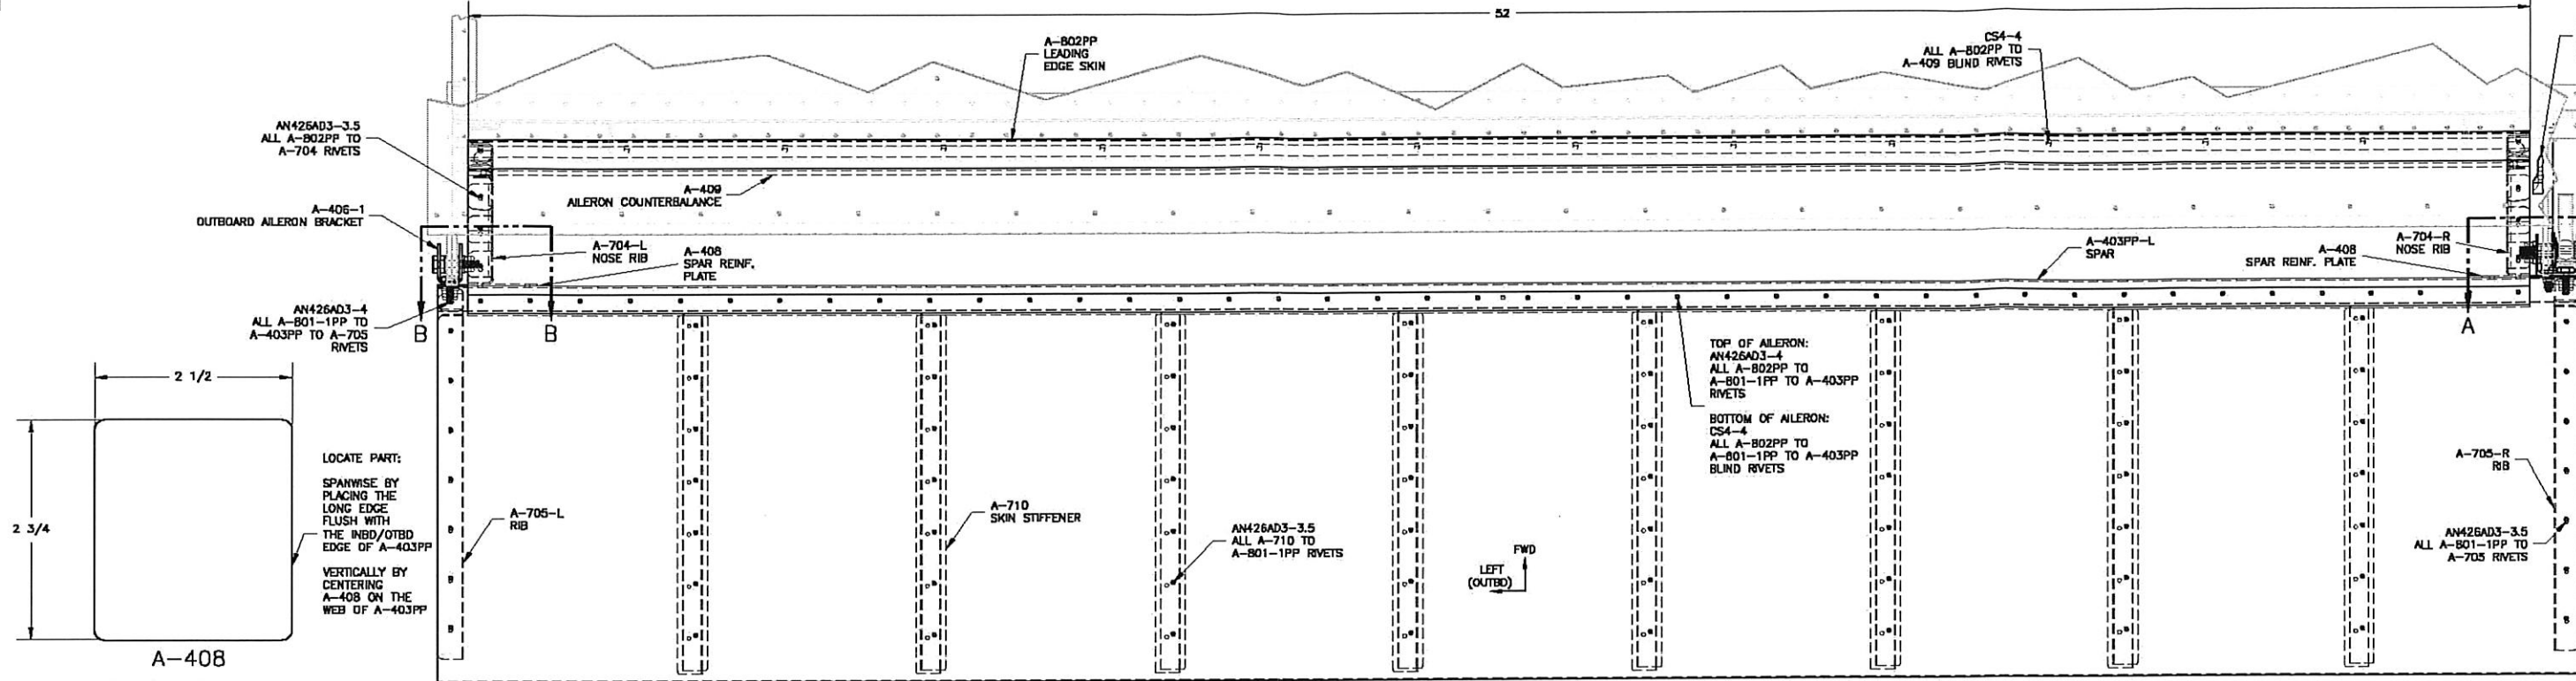 52
A-802PP
LEADING
EDGE SKIN
CS4-4
ALL A-802PP TO
A-409 BLIND RIVETS
AN426AD3-3.5
ALL A-802PP TO
A-704 RIVETS
A-409
AILERON COUNTERBALANCE
A-406-1
OUTBOARD AILERON BRACKET
A-704-L
NOSE RIB
A-408
SPAR REINF.
PLATE
A-403PP-L
SPAR
A-408
SPAR REINF. PLATE
A-704-R
NOSE RIB
AN426AD3-4
ALL A-801-1PP TO
A-403PP TO A-705
RIVETS
B
B
A
TOP OF AILERON:
AN426AD3-4
ALL A-802PP TO
A-801-1PP TO A-403PP
RIVETS
BOTTOM OF AILERON:
CS4-4
ALL A-802PP TO
A-801-1PP TO A-403PP
BLIND RIVETS
2 1/2
2 3/4
LOCATE PART:
SPANWISE BY
PLACING THE
LONG EDGE
FLUSH WITH
THE INBD/OTBD
EDGE OF A-403PP
VERTICALLY BY
CENTERING
A-408 ON THE
WEB OF A-403PP
A-408
A-705-L
RIB
A-710
SKIN STIFFENER
AN426AD3-3.5
ALL A-710 TO
A-801-1PP RIVETS
FWD
LEFT
(OUTBD)
A-705-R
RIB
AN426AD3-3.5
ALL A-801-1PP TO
A-705 RIVETS